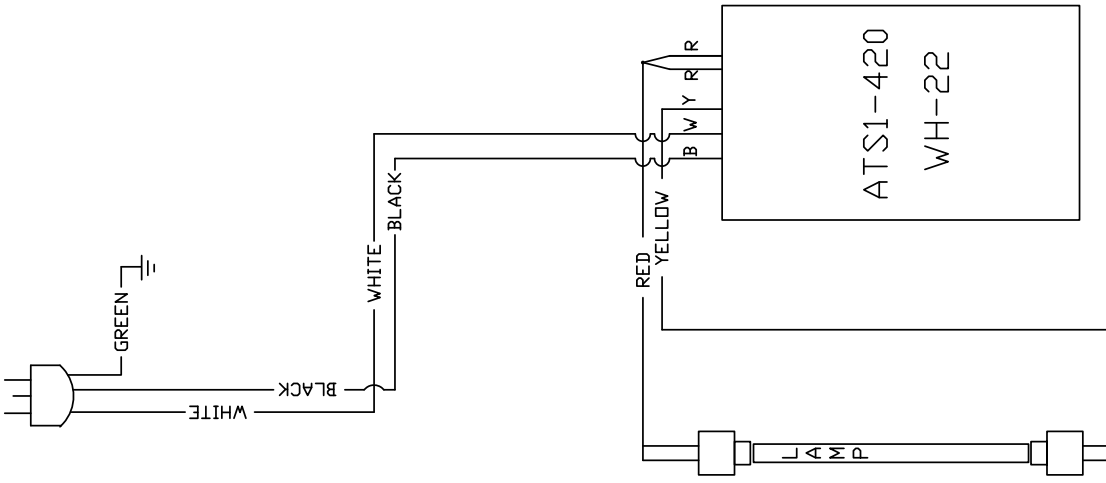 R
R
Y
W
B
ATS1-420
WH-22
BLACK
WHITE
YELLOW
RED
GREEN
BLACK
WHITE
LAMP